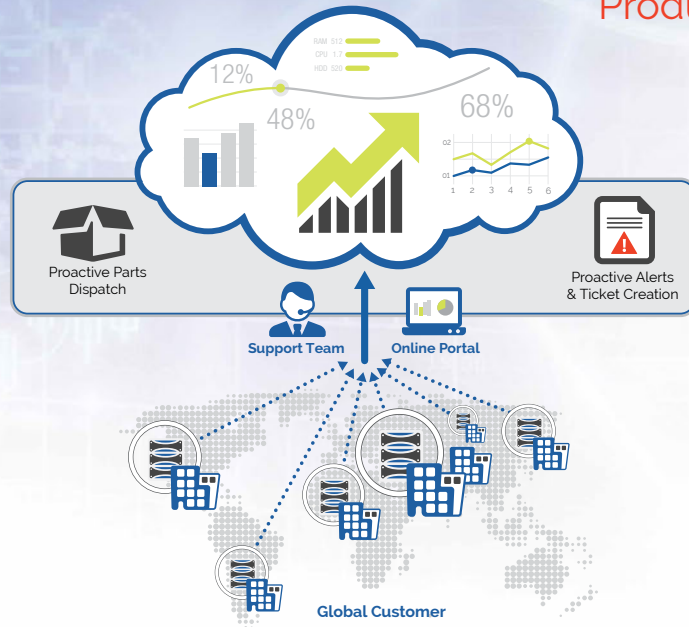 Produ
RAM 512
CPU 1.7
HDD 520
12%
48%
68%
02
01
1 2 3 4 5 6
Proactive Parts
Dispatch
Proactive Alerts
& Ticket Creation
Support Team
Online Portal
Global Customer